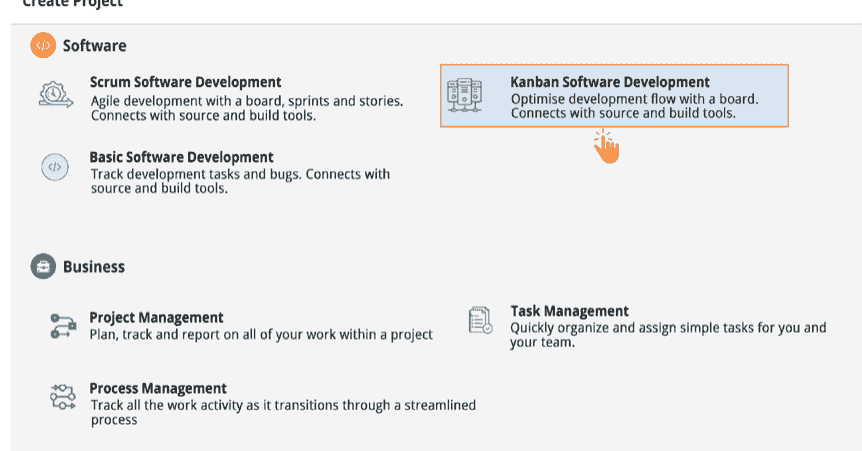 Create Project
Software
Scrum Software Development
Agile development with a board, sprints and stories.
Connects with source and build tools.
Kanban Software Development
Optimise development flow with a board.
Connects with source and build tools.
Basic Software Development
Track development tasks and bugs. Connects with
source and build tools.
Business
Project Management
Plan, track and report on all of your work within a project
Task Management
Quickly organize and assign simple tasks for you and
your team.
Process Management
Track all the work activity as it transitions through a streamlined
process